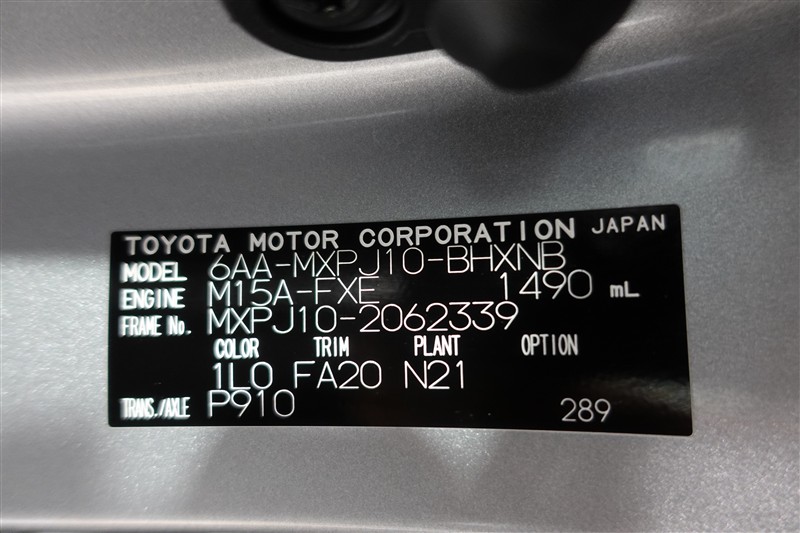 TOYOTA MOTOR CORPORATION JAPAN
MODEL 6AA-MXPJ10-BHXNB
ENGINE M15A-FXE 1490 mL
FRAME No. MXPJ10-2062339
COLOR TRIM PLANT OPTION
1L0 FA20 N21
TRANS./AXLE P910 289